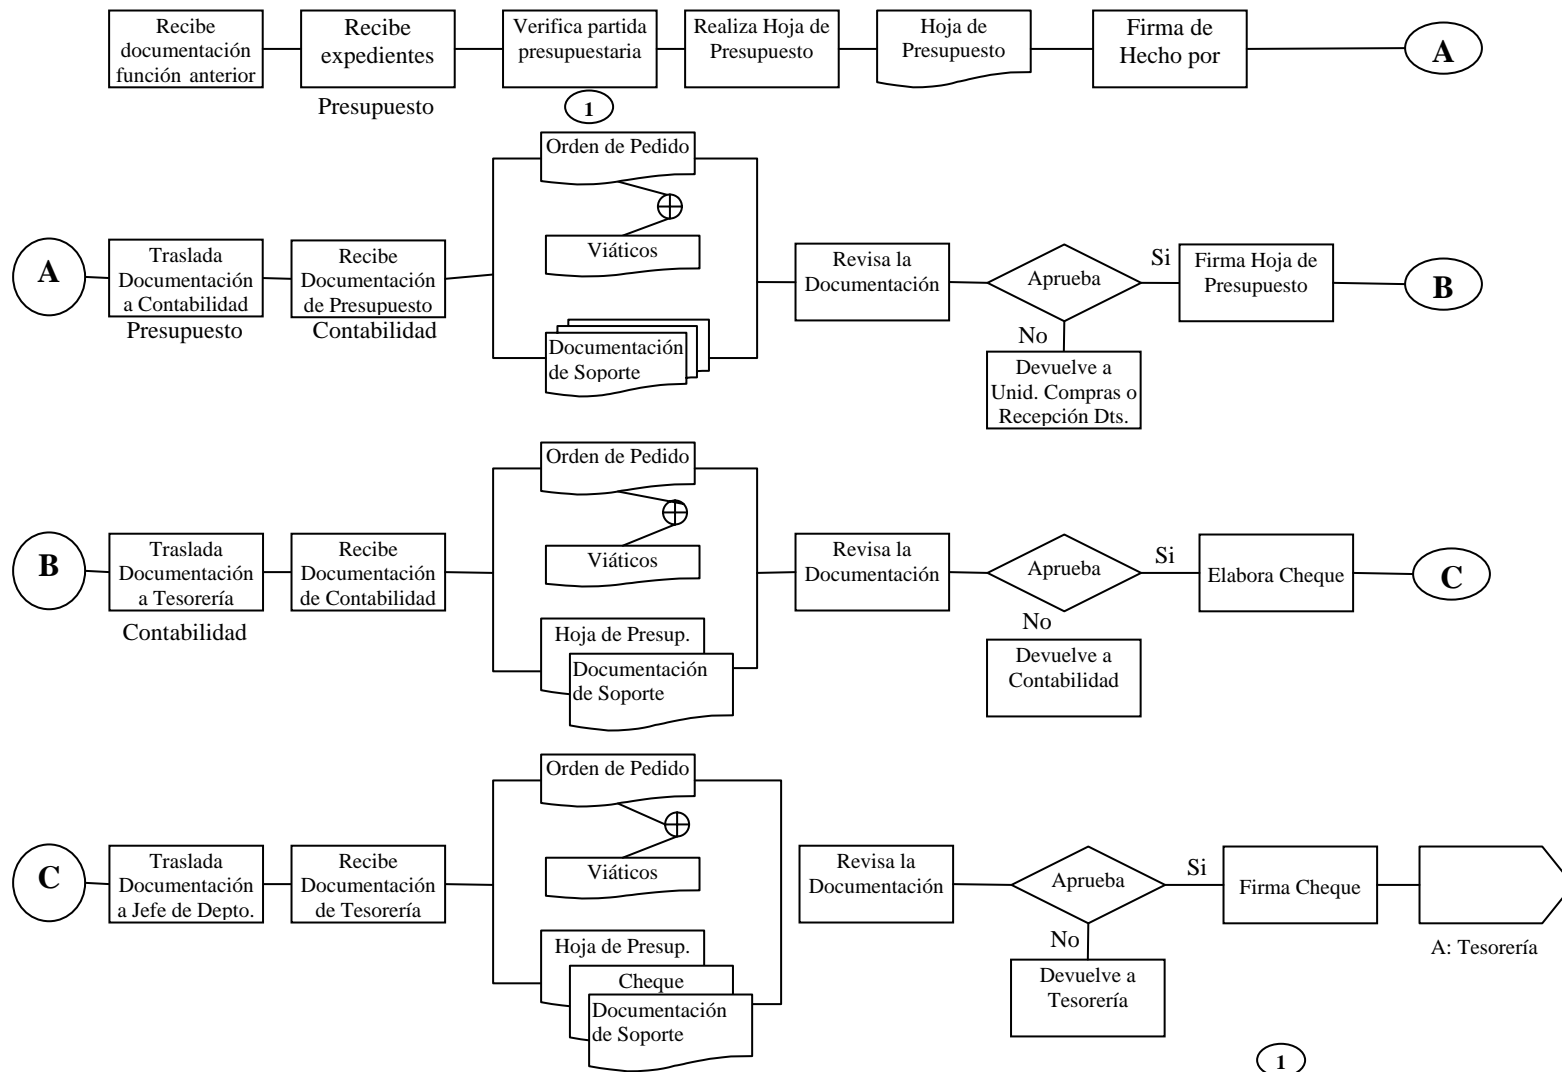 Recibe
documentación
función anterior
Recibe
expedientes
Presupuesto
Verifica partida
presupuestaria
1
Realiza Hoja de
Presupuesto
Hoja de
Presupuesto
Firma de
Hecho por
A
A
Traslada
Documentación
a Contabilidad
Presupuesto
Recibe
Documentación
de Presupuesto
Contabilidad
Orden de Pedido
Viáticos
Documentación
de Soporte
Revisa la
Documentación
Aprueba
Si
No
Devuelve a
Unid. Compras o
Recepción Dts.
Firma Hoja de
Presupuesto
B
B
Traslada
Documentación
a Tesorería
Contabilidad
Recibe
Documentación
de Contabilidad
Orden de Pedido
Viáticos
Hoja de Presup.
Documentación
de Soporte
Revisa la
Documentación
Aprueba
Si
No
Devuelve a
Contabilidad
Elabora Cheque
C
C
Traslada
Documentación
a Jefe de Depto.
Recibe
Documentación
de Tesorería
Orden de Pedido
Viáticos
Hoja de Presup.
Cheque
Documentación
de Soporte
Revisa la
Documentación
Aprueba
Si
No
Devuelve a
Tesorería
Firma Cheque
A: Tesorería
1